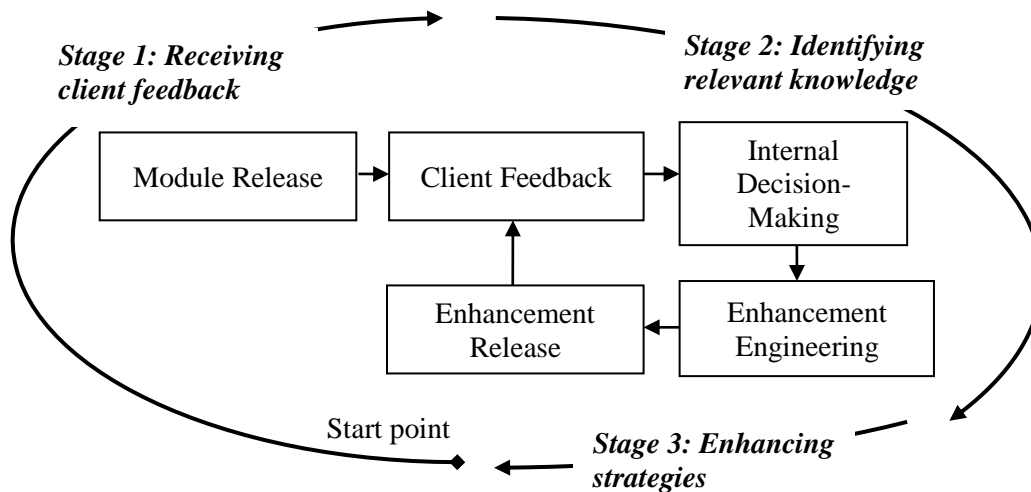 Stage 1: Receiving
client feedback
Stage 2: Identifying
relevant knowledge
Module Release
Client Feedback
Internal
Decision-
Making
Enhancement
Release
Enhancement
Engineering
Start point
Stage 3: Enhancing
strategies